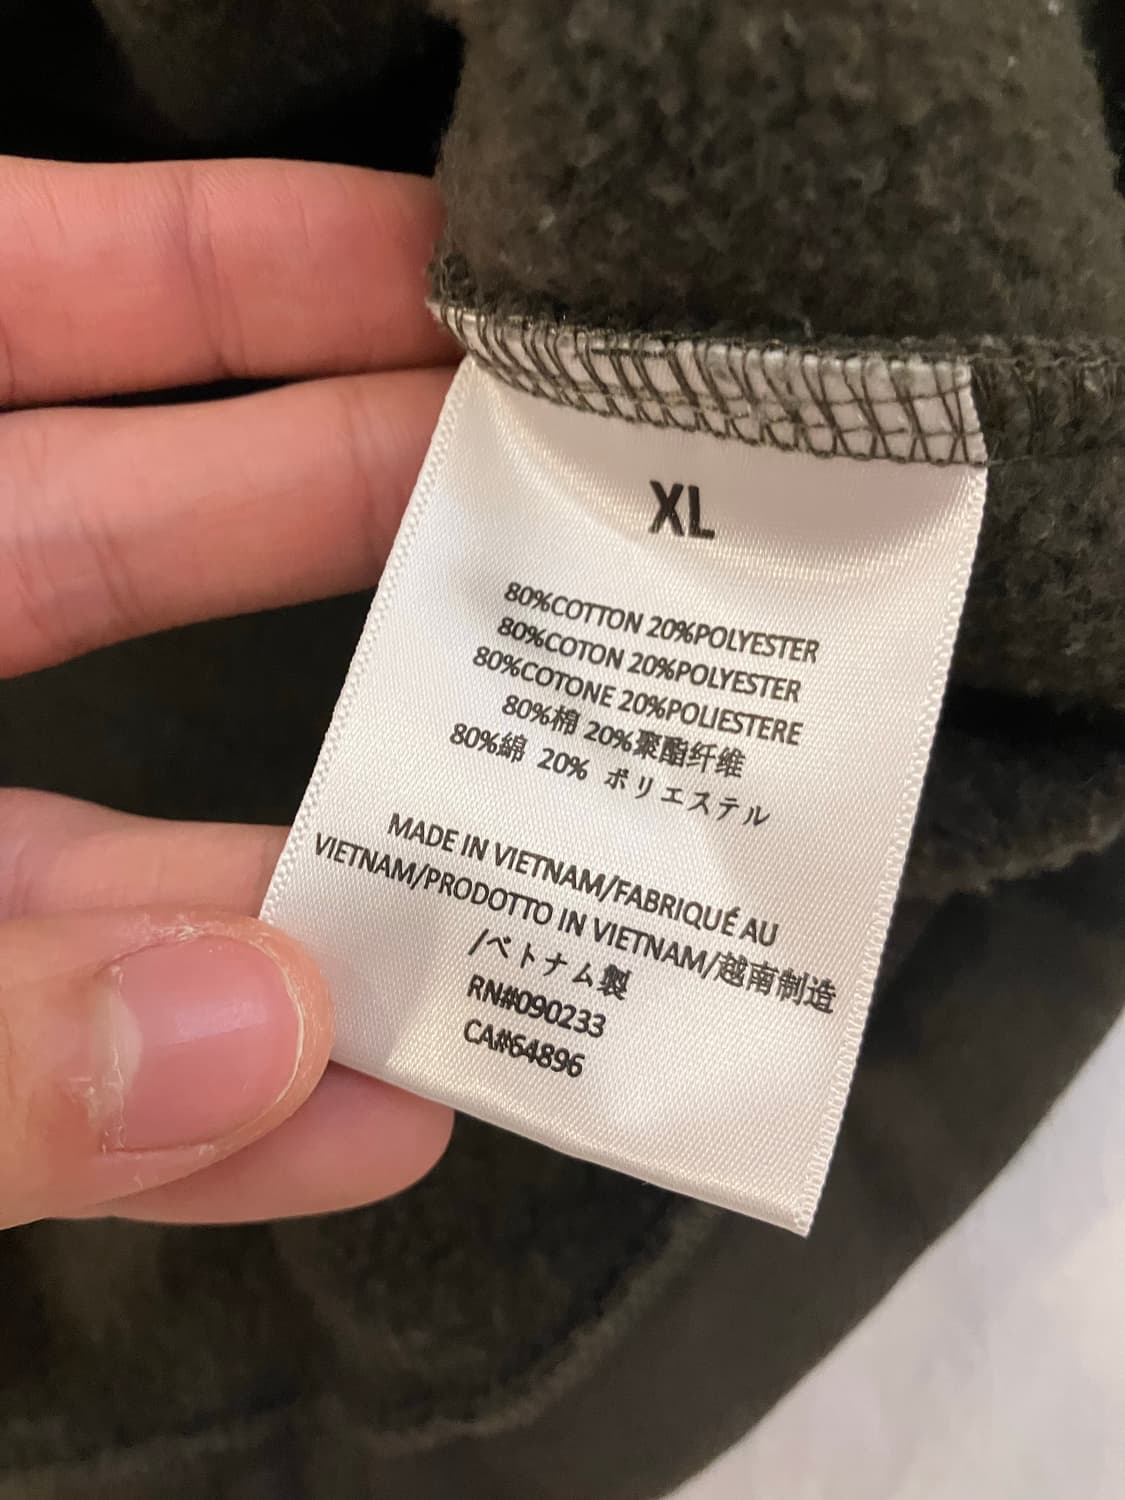 XL
80%COTTON 20%POLYESTER
80%COTON 20%POLYESTER
80%COTONE 20%POLIESTERE
80%棉 20%聚酯纤维
80%綿 20% ポリエステル
MADE IN VIETNAM/FABRIQUÉ AU
VIETNAM/PRODOTTO IN VIETNAM/越南制造
/ベトナム製
RN#090233
CA#64896